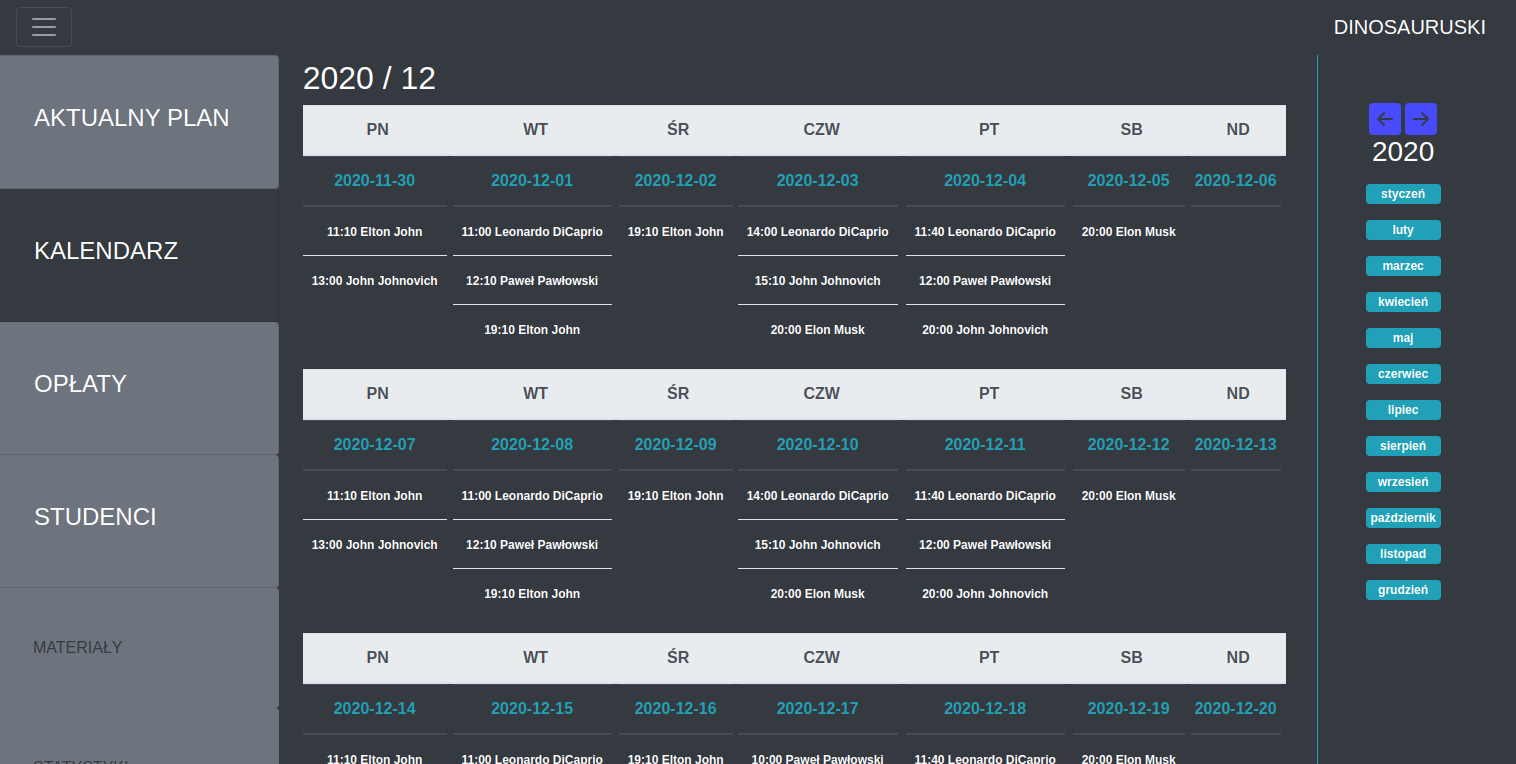 DINOSAURUSKI
AKTUALNY PLAN
KALENDARZ
OPŁATY
STUDENCI
MATERIAŁY
STATYSTYKI
2020 / 12
PN WT ŚR CZW PT SB ND
2020-11-30 2020-12-01 2020-12-02 2020-12-03 2020-12-04 2020-12-05 2020-12-06
11:10 Elton John 11:00 Leonardo DiCaprio 19:10 Elton John 14:00 Leonardo DiCaprio 11:40 Leonardo DiCaprio 20:00 Elon Musk
13:00 John Johnovich 12:10 Paweł Pawłowski 15:10 John Johnovich 12:00 Paweł Pawłowski
19:10 Elton John 20:00 Elon Musk 20:00 John Johnovich
PN WT ŚR CZW PT SB ND
2020-12-07 2020-12-08 2020-12-09 2020-12-10 2020-12-11 2020-12-12 2020-12-13
11:10 Elton John 11:00 Leonardo DiCaprio 19:10 Elton John 14:00 Leonardo DiCaprio 11:40 Leonardo DiCaprio 20:00 Elon Musk
13:00 John Johnovich 12:10 Paweł Pawłowski 15:10 John Johnovich 12:00 Paweł Pawłowski
19:10 Elton John 20:00 Elon Musk 20:00 John Johnovich
PN WT ŚR CZW PT SB ND
2020-12-14 2020-12-15 2020-12-16 2020-12-17 2020-12-18 2020-12-19 2020-12-20
11:10 Elton John 11:00 Leonardo DiCaprio 19:10 Elton John 10:00 Paweł Pawłowski 11:40 Leonardo DiCaprio 20:00 Elon Musk
2020
styczeń
luty
marzec
kwiecień
maj
czerwiec
lipiec
sierpień
wrzesień
październik
listopad
grudzień